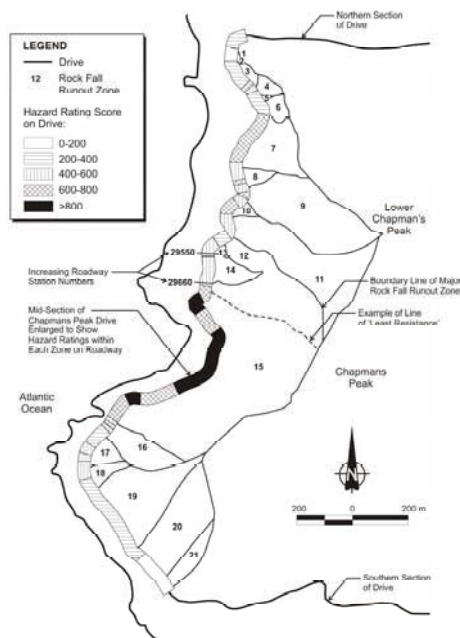 Northern Section
of Drive
LEGEND
Drive
12 Rock Fall
Runout Zone
Hazard Rating Score
on Drive:
0-200
200-400
400-600
600-800
>800
1
2
3
4
5
6
7
8
9
10
Lower
Chapman's
Peak
29550
13
12
14
29660
11
Increasing Roadway
Station Numbers
Boundary Line of Major
Rock Fall Runout Zone
Mid-Section of
Chapmans Peak Drive
Enlarged to Show
Hazard Ratings within
Each Zone on Roadway
Example of Line
of 'Least Resistance'
15
Chapmans
Peak
Atlantic
Ocean
16
17
18
19
20
21
N
200 0 200 m
Southern Section
of Drive